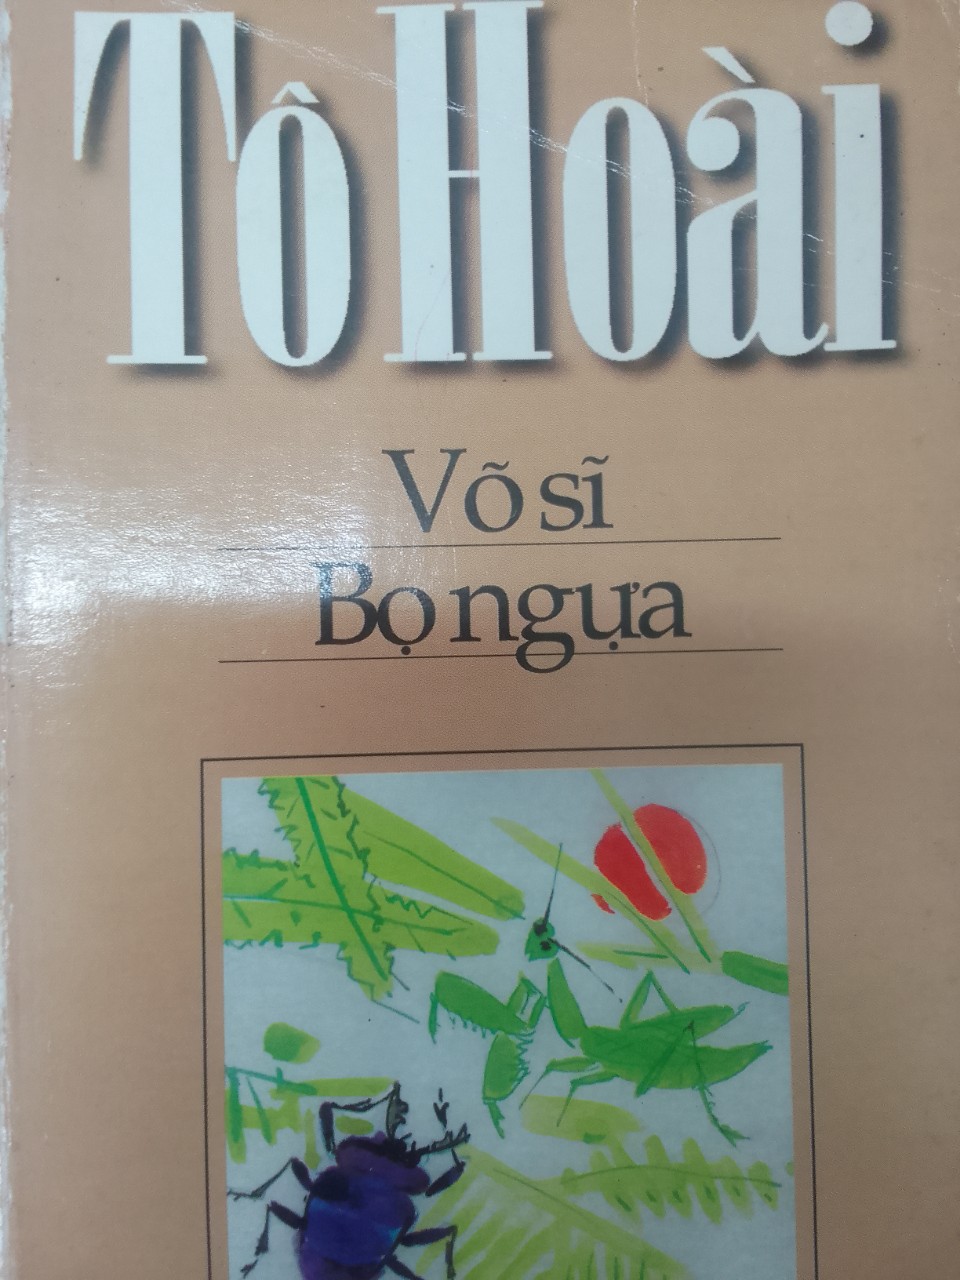 Tô Hoài
Võ sĩ
Bọ ngựa